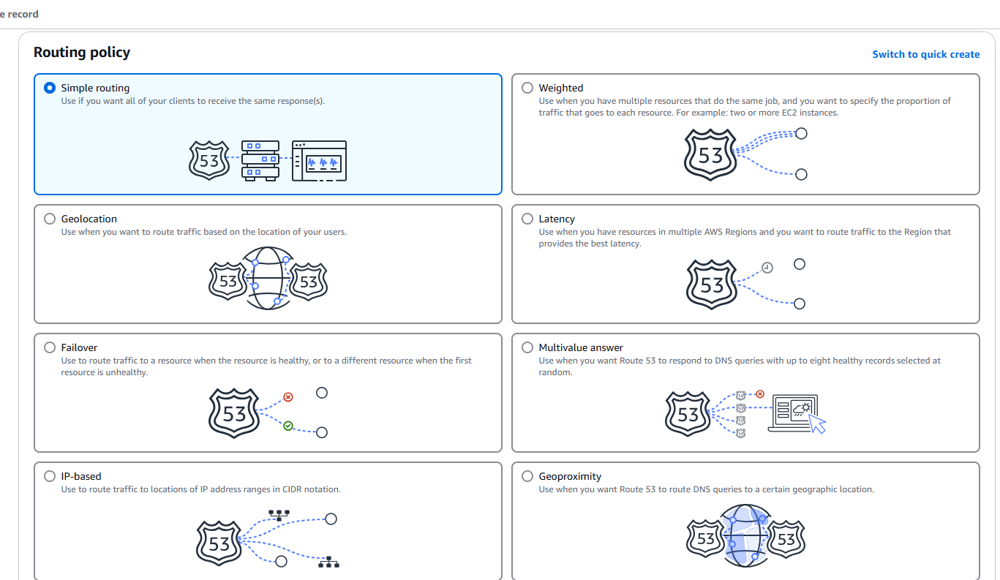 e record
Routing policy
Switch to quick create
Simple routing
Use if you want all of your clients to receive the same response(s).
53
Weighted
Use when you have multiple resources that do the same job, and you want to specify the proportion of
traffic that goes to each resource. For example: two or more EC2 instances.
53
Geolocation
Use when you want to route traffic based on the location of your users.
53
53
Latency
Use when you have resources in multiple AWS Regions and you want to route traffic to the Region that
provides the best latency.
53
Failover
Use to route traffic to a resource when the resource is healthy, or to a different resource when the first
resource is unhealthy.
53
Multivalue answer
Use when you want Route 53 to respond to DNS queries with up to eight healthy records selected at
random.
53
53
53
53
53
IP-based
Use to route traffic to locations of IP address ranges in CIDR notation.
53
Geoproximity
Use when you want Route 53 to route DNS queries to a certain geographic location.
53
53